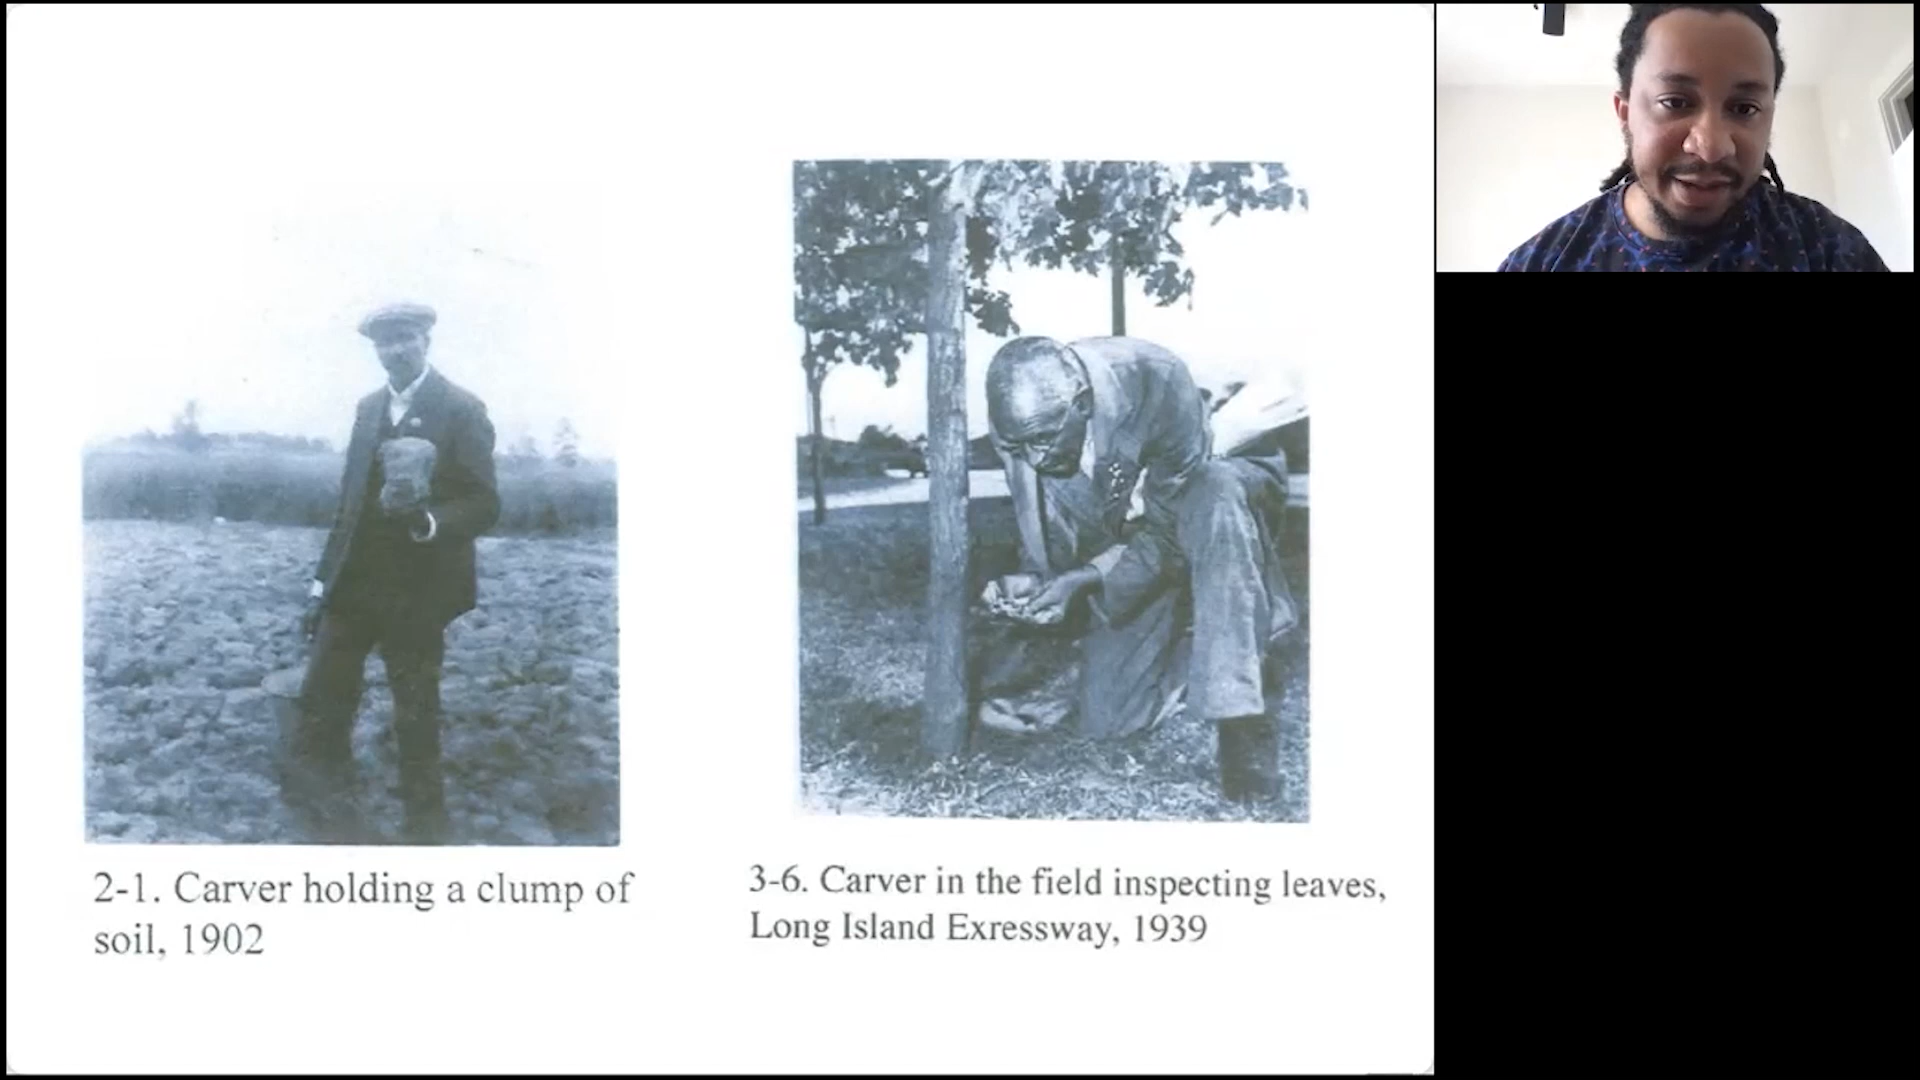 2-1. Carver holding a clump of
soil, 1902
3-6. Carver in the field inspecting leaves,
Long Island Exressway, 1939